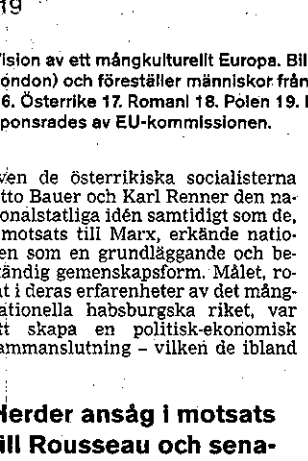 19
ision av ett mångkulturellt Europa. Bil
ondon) och föreställer människor från
6. Österrike 17. Romani 18. Polen 19. I
ponsrades av EU-kommissionen.
ven de österrikiska socialisterna
tto Bauer och Karl Renner den na-
onalstatliga idén samtidigt som de,
motsats till Marx, erkände natio-
en som en grundläggande och be-
tändig gemenskapsform. Målet, ro-
at i deras erfarenheter av det mång-
ationella habsburgska riket, var
tt skapa en politisk-ekonomisk
ammanslutning – vilken de ibland
Herder ansåg i motsats
ill Rousseau och sena-